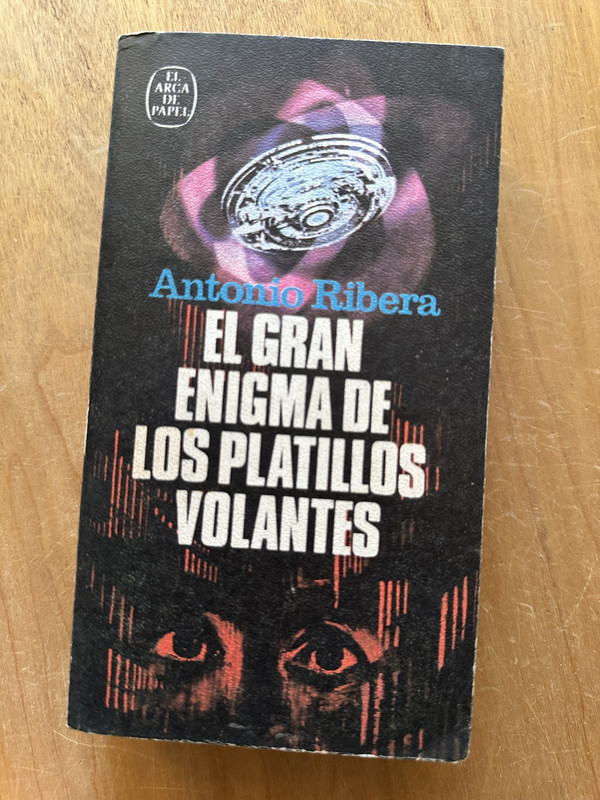 EL
ARCA
DE
PAPEL
Antonio Ribera
EL GRAN
ENIGMA DE
LOS PLATILLOS
VOLANTES